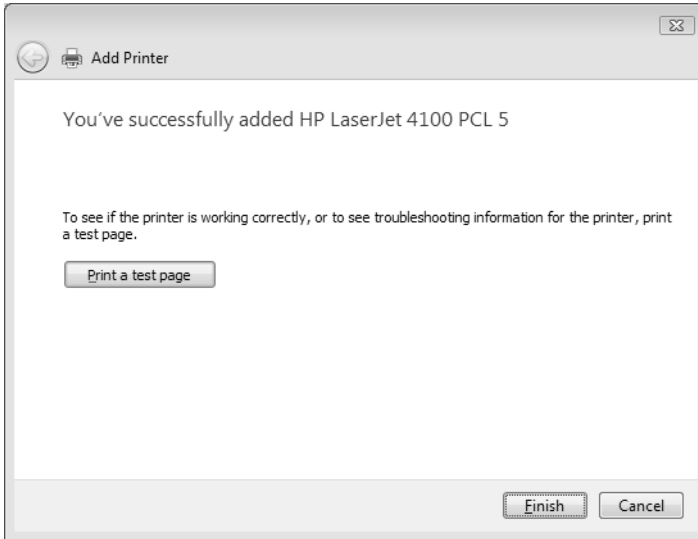 Add Printer
You've successfully added HP LaserJet 4100 PCL 5
To see if the printer is working correctly, or to see troubleshooting information for the printer, print
a test page.
Print a test page
Finish Cancel